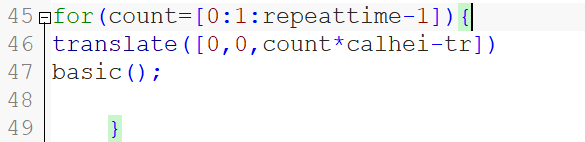 45 for(count=[0:1:repeattime-1]){
46 translate([0,0,count*calhei-tr])
47 basic();
48
49 }